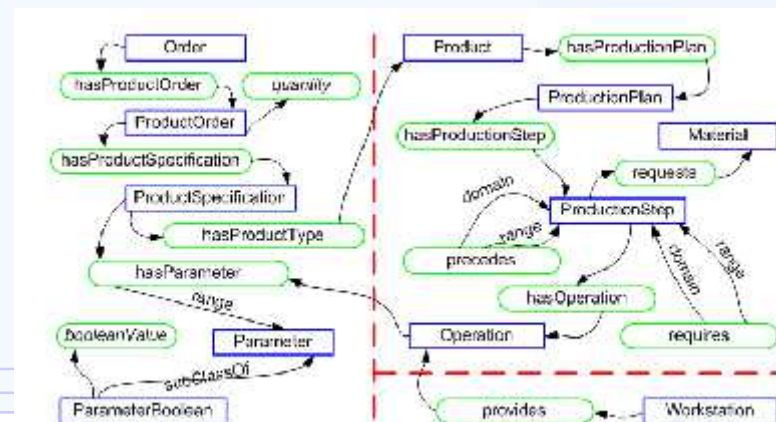 Order
hasProductOrder
quantity
ProductOrder
hasProductSpecification
ProductSpecification
hasProductType
hasParameter
range
booleanValue
Parameter
subClassOf
ParameterBoolean
Product
hasProductionPlan
ProductionPlan
hasProductionStep
Material
requests
domain
ProductionStep
range
precedes
domain
range
hasOperation
Operation
requires
provides
Workstation